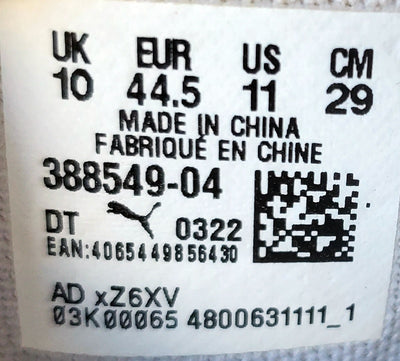 UK EUR US CM
10 44.5 11 29
MADE IN CHINA
FABRIQUÉ EN CHINE
388549-04
DT 0322
EAN:4065449856430
AD xZ6XV
03K00065 4800631111_1